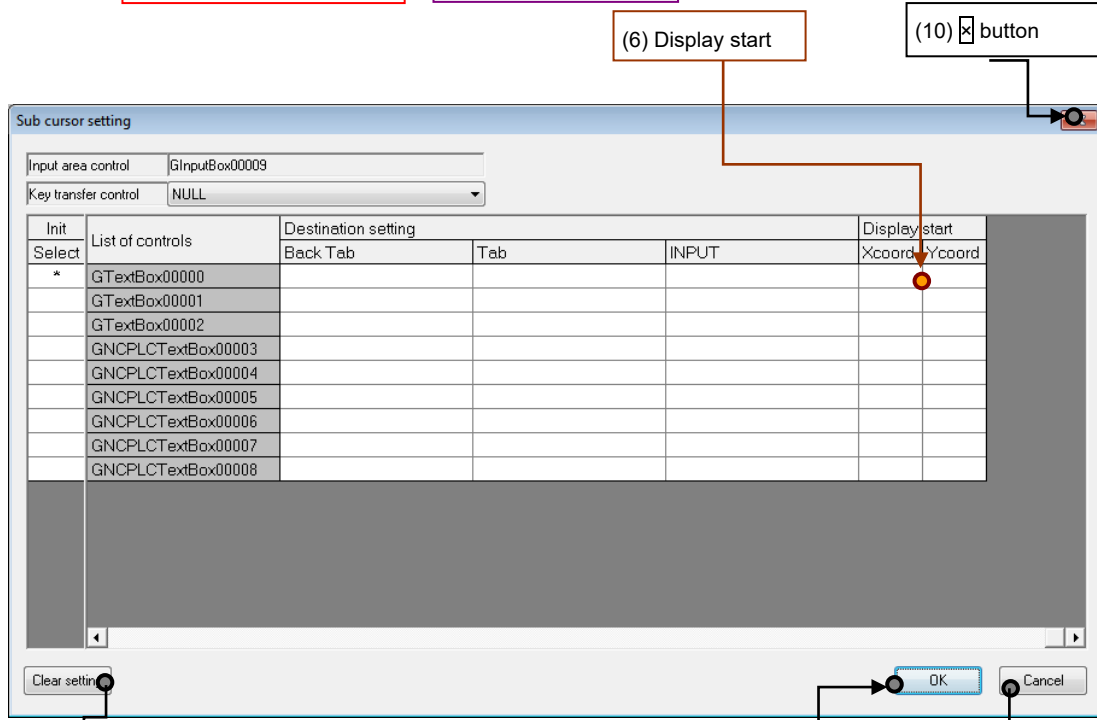 (6) Display start
(10) × button
Sub cursor setting
Input area control GInputBox00009
Key transfer control NULL
Init List of controls Destination setting Display start
Select Back Tab Tab INPUT Xcoord Ycoord
* GTextBox00000
GTextBox00001
GTextBox00002
GNCPLCTextBox00003
GNCPLCTextBox00004
GNCPLCTextBox00005
GNCPLCTextBox00006
GNCPLCTextBox00007
GNCPLCTextBox00008
Clear setting OK Cancel